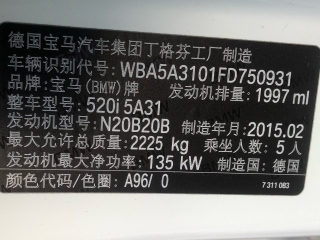 德国宝马汽车集团丁格芬工厂制造
车辆识别代号: WBA5A3101FD750931
品牌: 宝马(BMW)牌 发动机排量: 1997 ml
整车型号: 520i 5A31
发动机型号: N20B20B 制造年月: 2015.02
最大允许总质量: 2225 kg 乘坐人数: 5人
发动机最大净功率: 135 kW 制造国: 德国
颜色代码/色圈: A96/ 0 7311083